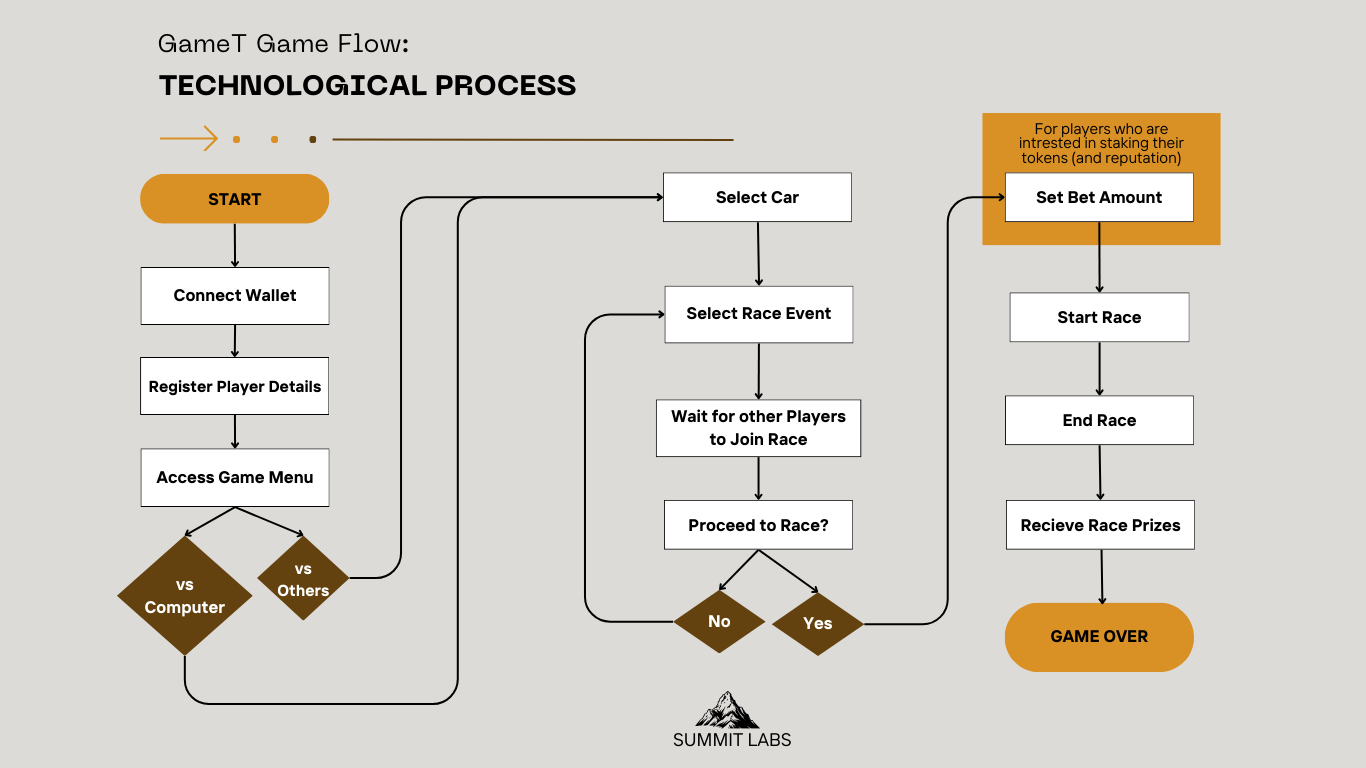 GameT Game Flow:
TECHNOLOGICAL PROCESS
START
Connect Wallet
Register Player Details
Access Game Menu
vs
Computer
vs
Others
Select Car
Select Race Event
Wait for other Players
to Join Race
Proceed to Race?
No
Yes
For players who are
intrested in staking their
tokens (and reputation)
Set Bet Amount
Start Race
End Race
Recieve Race Prizes
GAME OVER
SUMMIT LABS